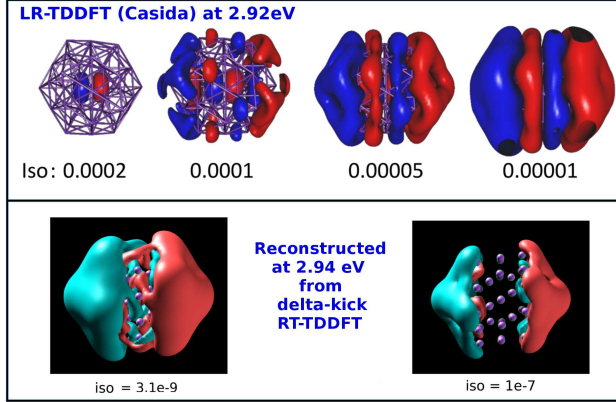 LR-TDDFT (Casida) at 2.92eV
Iso: 0.0002 0.0001 0.00005 0.00001
Reconstructed
at 2.94 eV
from
delta-kick
RT-TDDFT
iso = 3.1e-9 iso = 1e-7